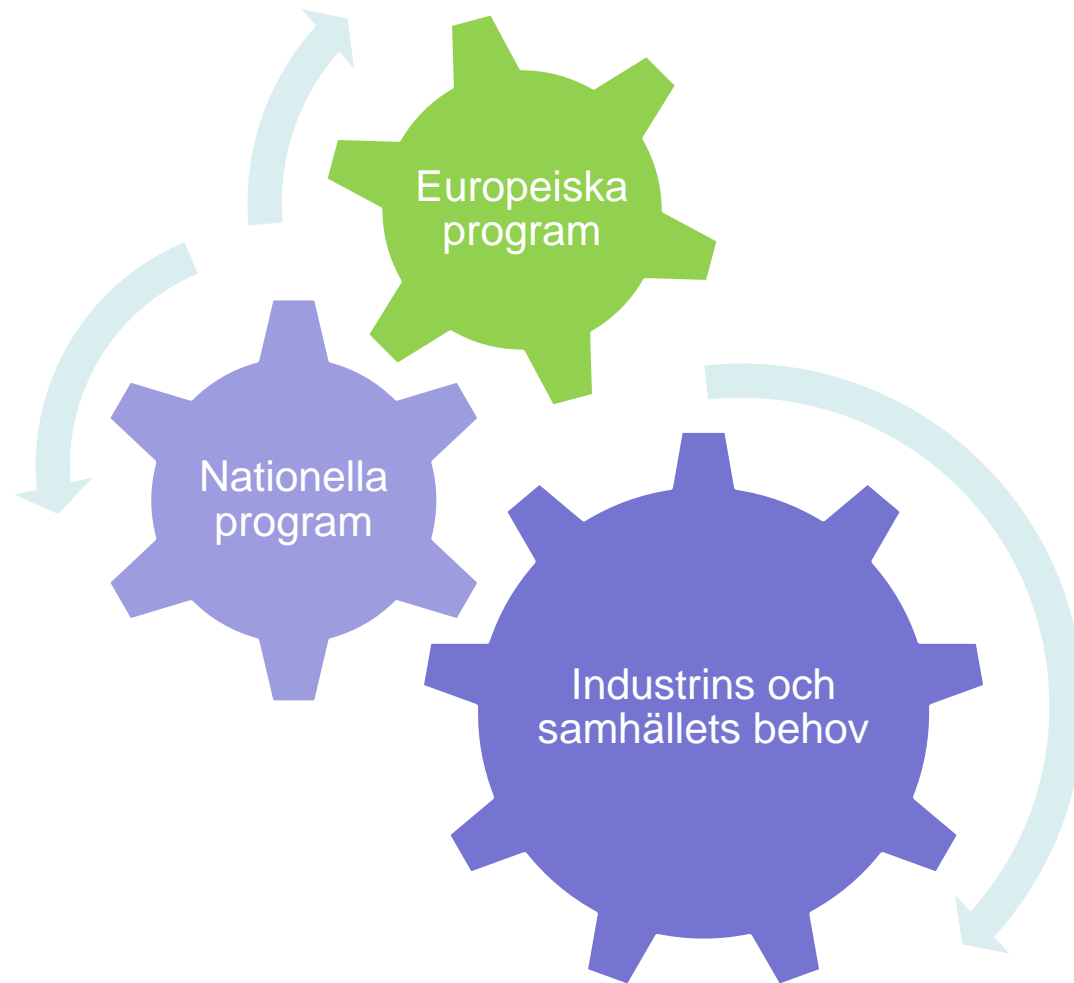 Europeiska
program
Nationella
program
Industrins och
samhällets behov